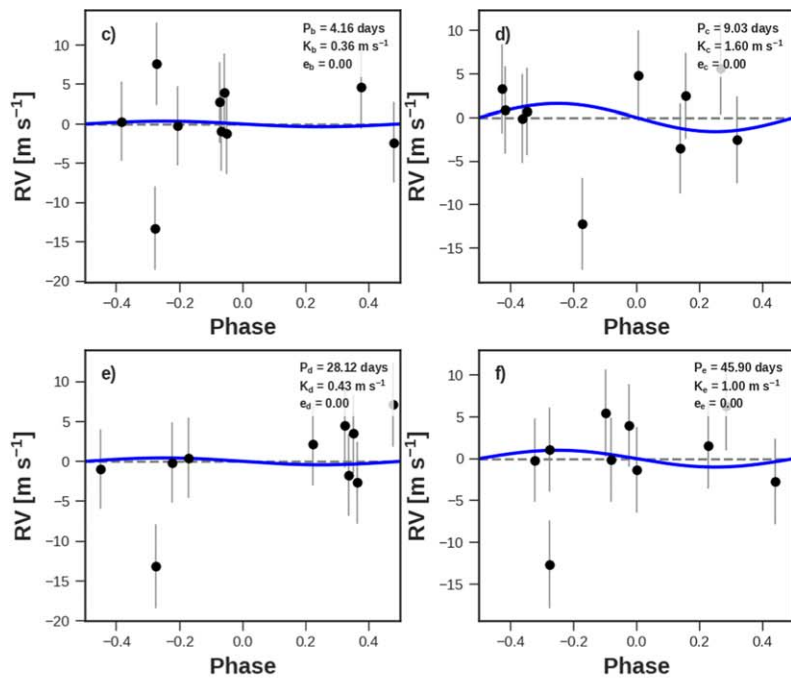 c)
P_b = 4.16 days
K_b = 0.36 m s⁻¹
e_b = 0.00
10
5
0
−5
−10
−15
−20
RV [m s⁻¹]
−0.4 −0.2 0.0 0.2 0.4
Phase
d)
P_c = 9.03 days
K_c = 1.60 m s⁻¹
e_c = 0.00
10
5
0
−5
−10
−15
RV [m s⁻¹]
−0.4 −0.2 0.0 0.2 0.4
Phase
e)
P_d = 28.12 days
K_d = 0.43 m s⁻¹
e_d = 0.00
10
5
0
−5
−10
−15
−20
RV [m s⁻¹]
−0.4 −0.2 0.0 0.2 0.4
Phase
f)
P_e = 45.90 days
K_e = 1.00 m s⁻¹
e_e = 0.00
10
5
0
−5
−10
−15
RV [m s⁻¹]
−0.4 −0.2 0.0 0.2 0.4
Phase